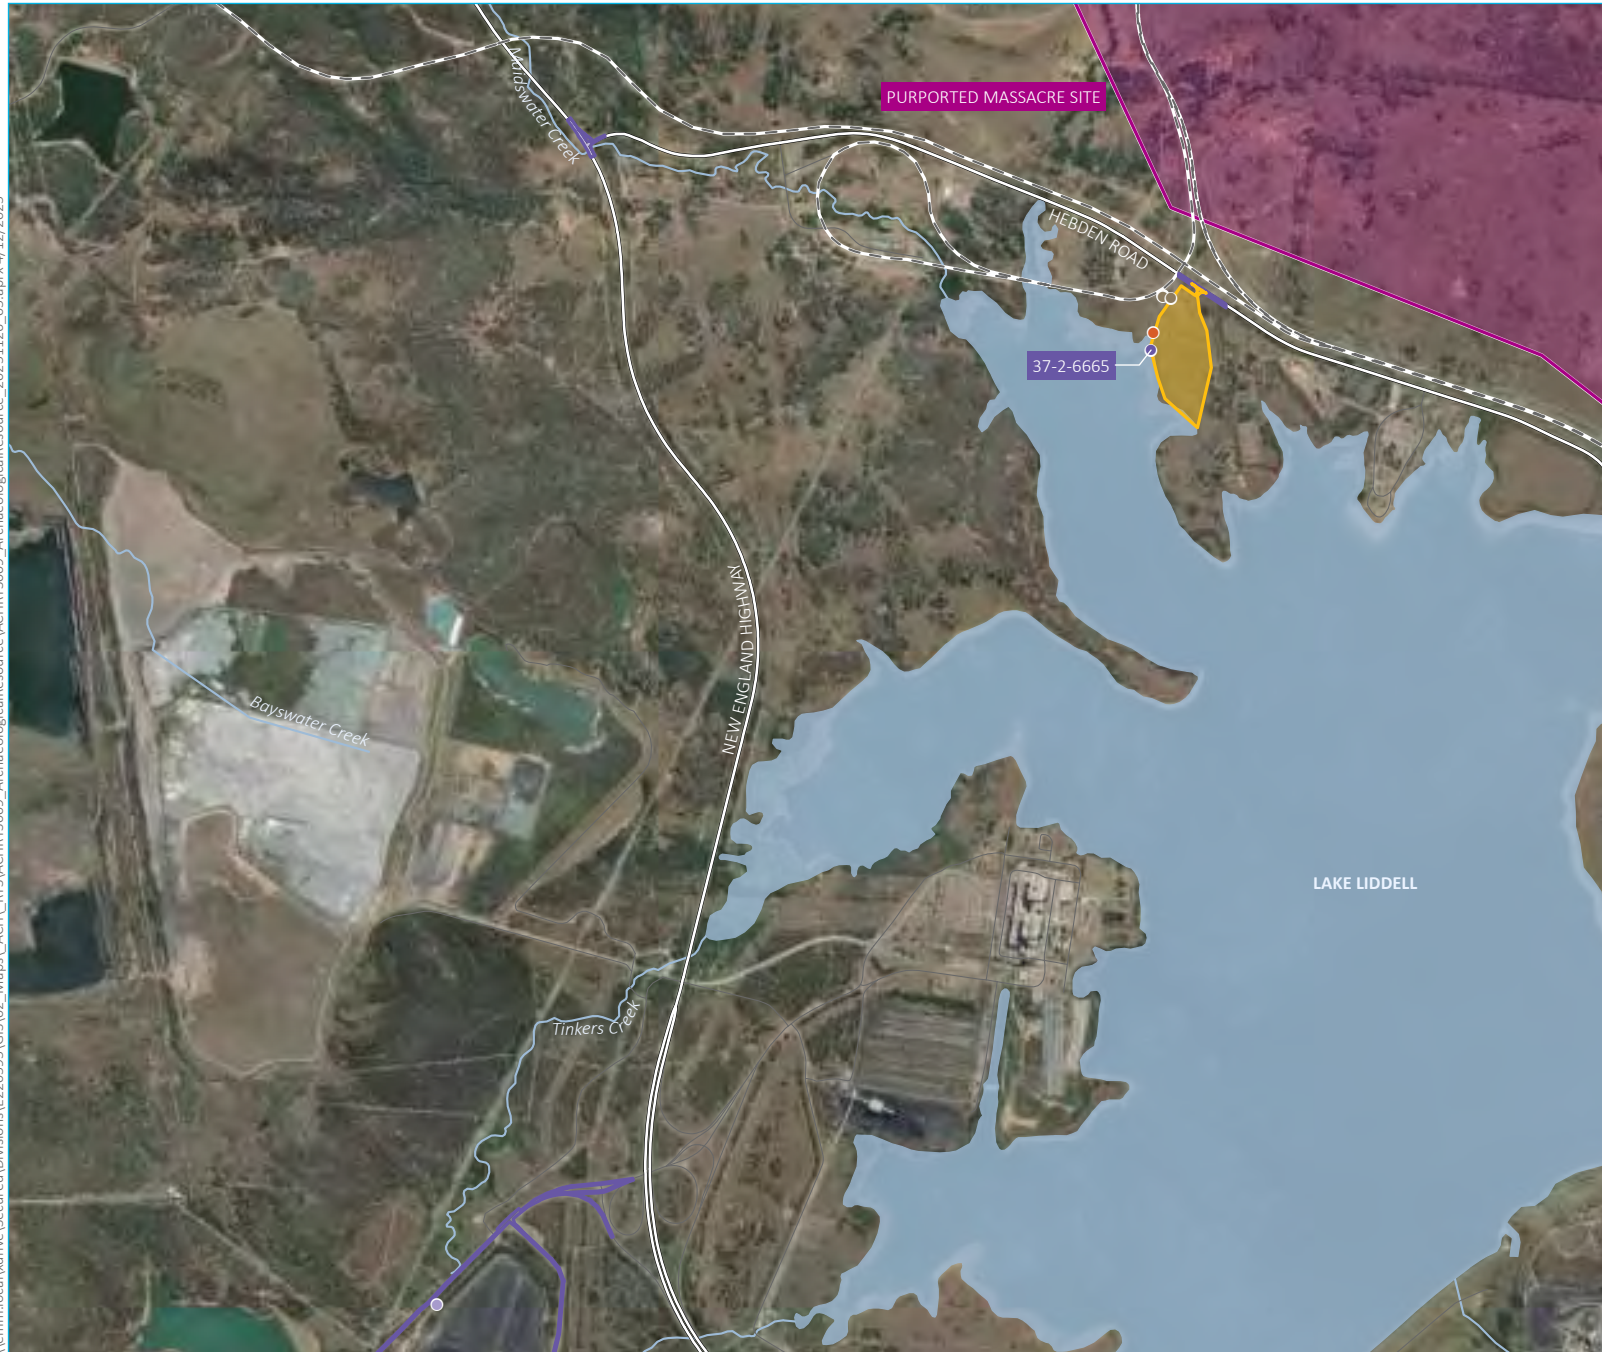 Maidswater Creek
PURPORTED MASSACRE SITE
HEBDEN ROAD
37-2-6665
NEW ENGLAND HIGHWAY
Bayswater Creek
LAKE LIDDELL
Tinkers Creek